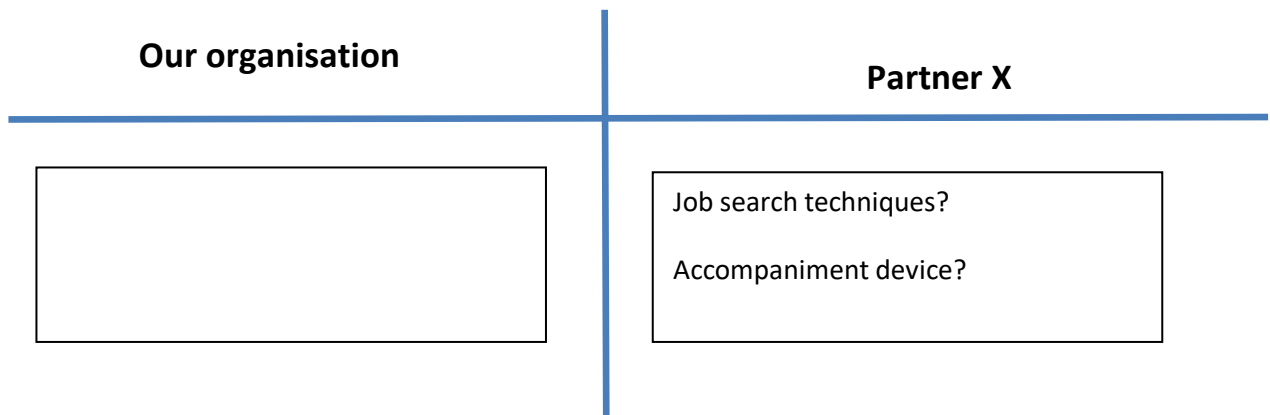 Our organisation
Partner X
Job search techniques?
Accompaniment device?